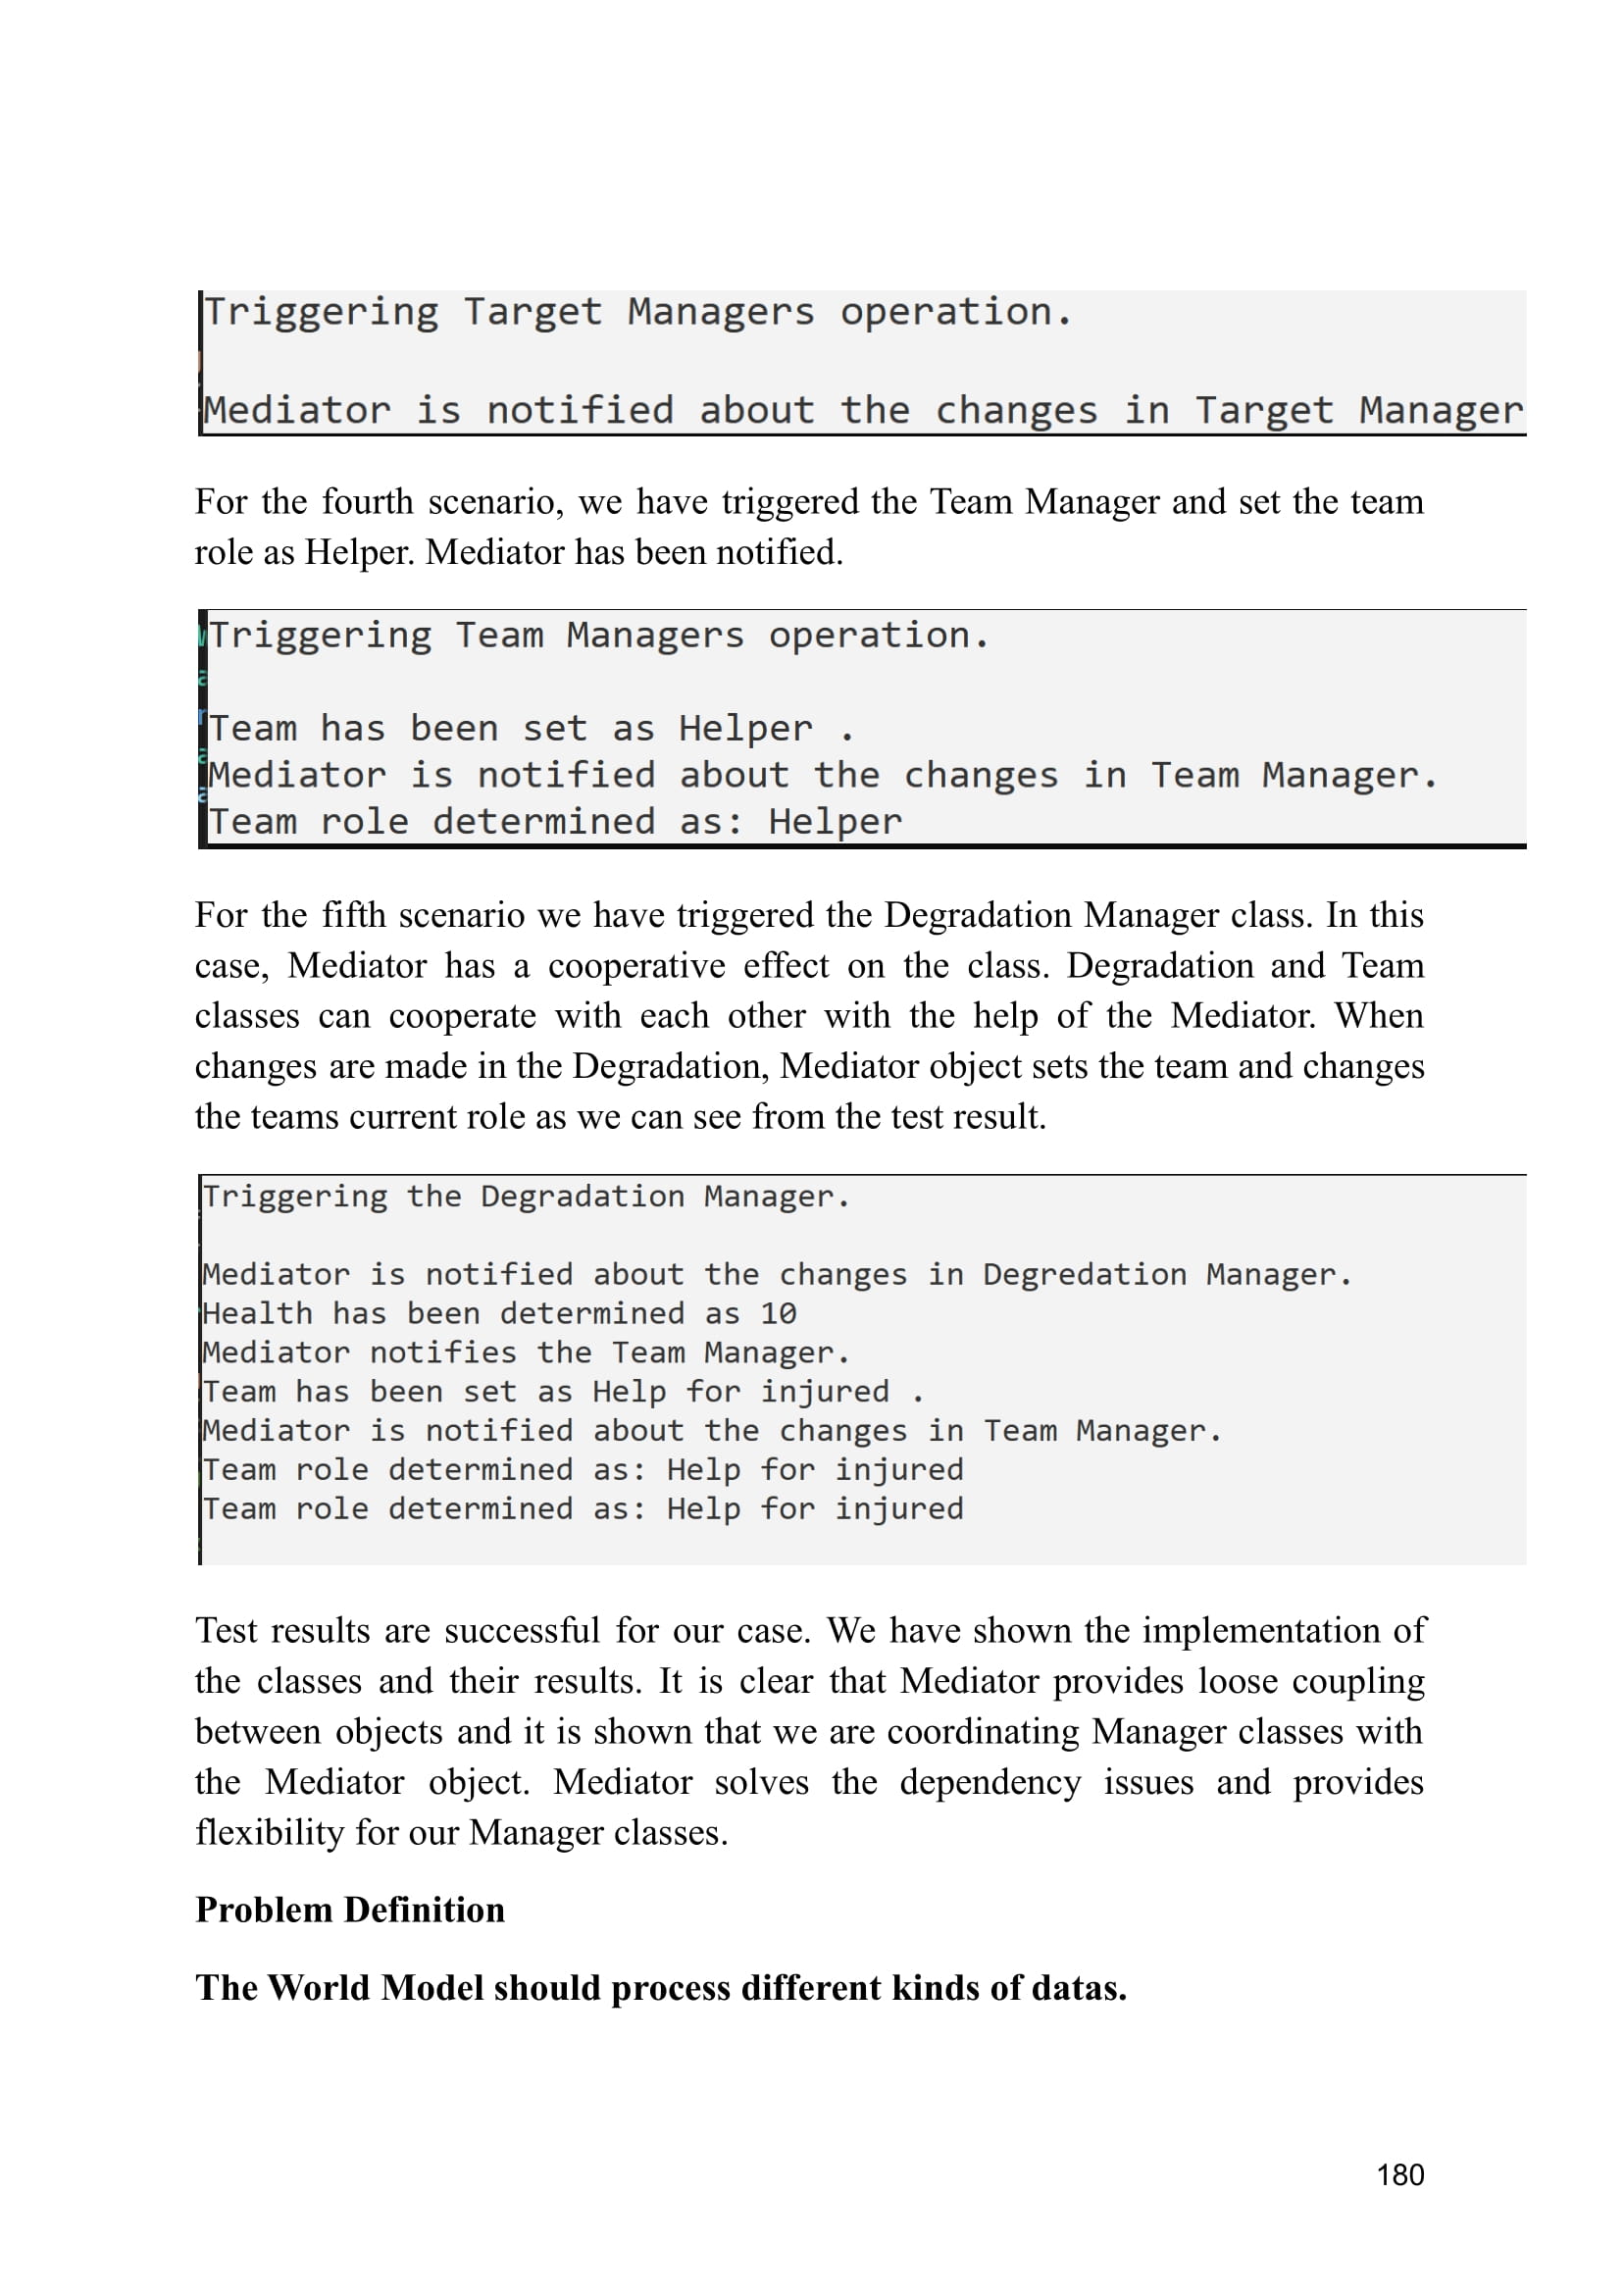 Triggering Target Managers operation.
Mediator is notified about the changes in Target Manager
For the fourth scenario, we have triggered the Team Manager and set the team
role as Helper. Mediator has been notified.
Triggering Team Managers operation.
Team has been set as Helper .
Mediator is notified about the changes in Team Manager.
Team role determined as: Helper
For the fifth scenario we have triggered the Degradation Manager class. In this
case, Mediator has a cooperative effect on the class. Degradation and Team
classes can cooperate with each other with the help of the Mediator. When
changes are made in the Degradation, Mediator object sets the team and changes
the teams current role as we can see from the test result.
Triggering the Degradation Manager.
Mediator is notified about the changes in Degredation Manager.
Health has been determined as 10
Mediator notifies the Team Manager.
Team has been set as Help for injured .
Mediator is notified about the changes in Team Manager.
Team role determined as: Help for injured
Team role determined as: Help for injured
Test results are successful for our case. We have shown the implementation of
the classes and their results. It is clear that Mediator provides loose coupling
between objects and it is shown that we are coordinating Manager classes with
the Mediator object. Mediator solves the dependency issues and provides
flexibility for our Manager classes.
Problem Definition
The World Model should process different kinds of datas.
180